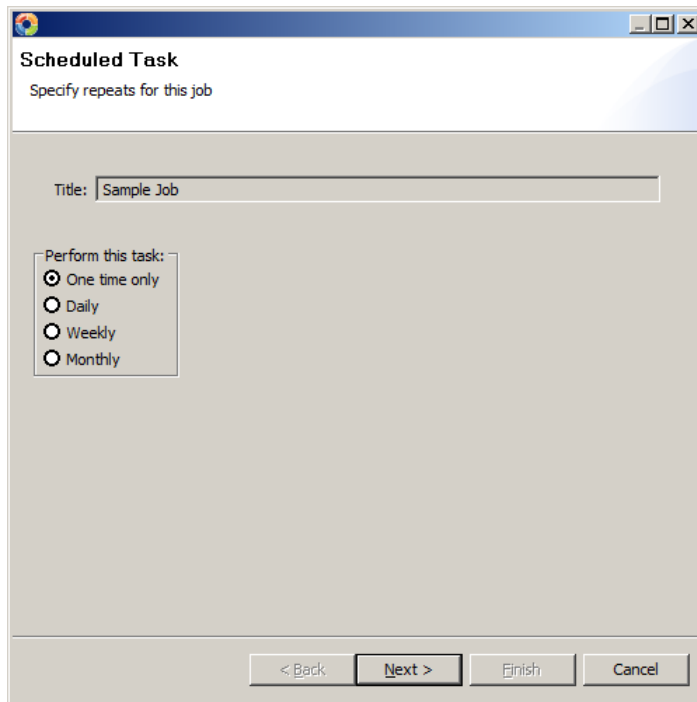 Scheduled Task
Specify repeats for this job
Title: Sample Job
Perform this task:
One time only
Daily
Weekly
Monthly
< Back Next > Finish Cancel